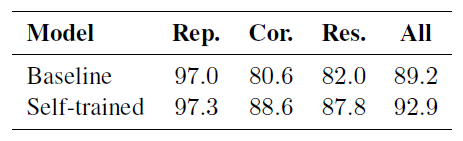 Model Rep. Cor. Res. All
Baseline 97.0 80.6 82.0 89.2
Self-trained 97.3 88.6 87.8 92.9